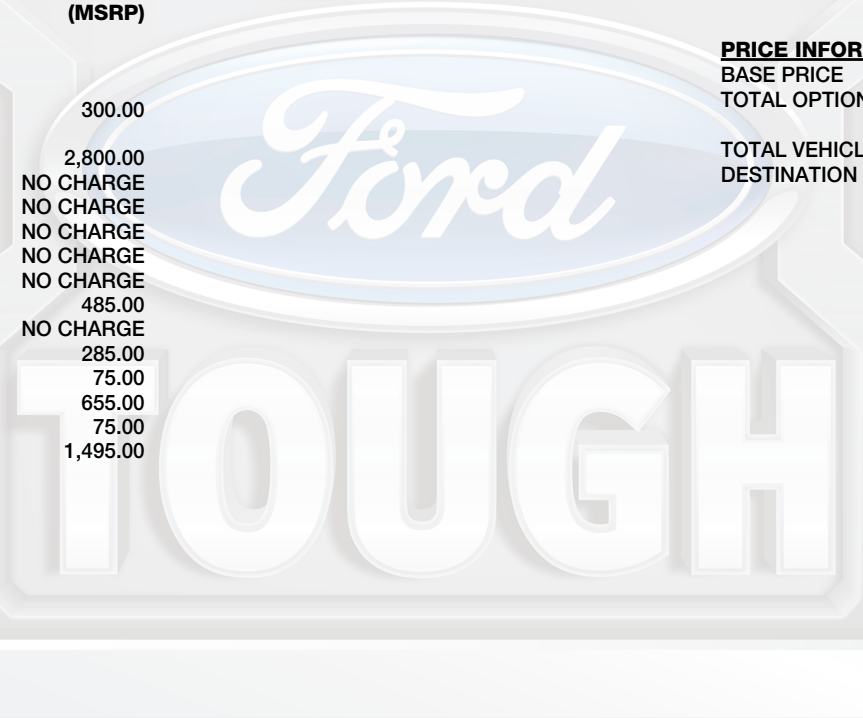 (MSRP)
300.00
2,800.00
NO CHARGE
NO CHARGE
NO CHARGE
NO CHARGE
NO CHARGE
485.00
NO CHARGE
285.00
75.00
655.00
75.00
1,495.00
PRICE INFOR
BASE PRICE
TOTAL OPTION
TOTAL VEHICL
DESTINATION
Ford
TOUGH